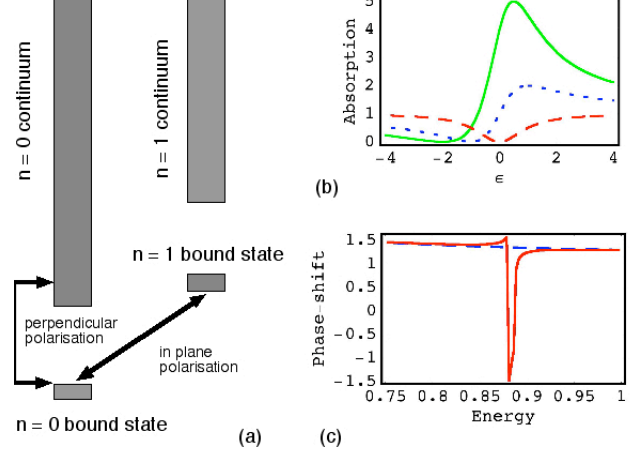 n = 0 continuum
n = 1 continuum
n = 1 bound state
perpendicular
polarisation
in plane
polarisation
n = 0 bound state
(a)
Absorption
5
4
3
2
1
0
-4 -2 0 2 4
ϵ
(b)
Phase-shift
1.5
1
0.5
0
-0.5
-1
-1.5
0.75 0.8 0.85 0.9 0.95 1
Energy
(c)